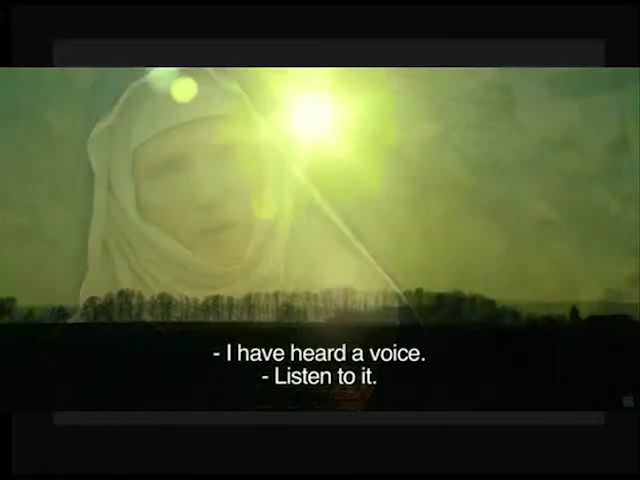 - I have heard a voice.
- Listen to it.